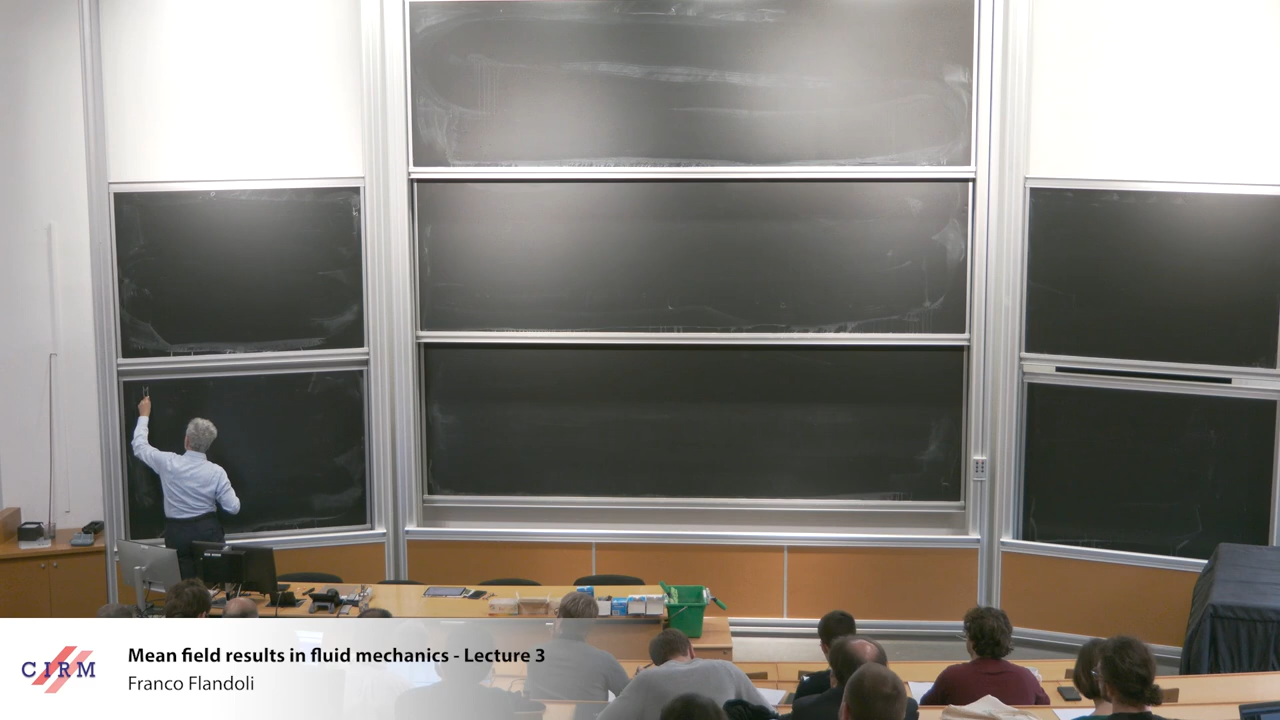 CIRM
Mean field results in fluid mechanics - Lecture 3
Franco Flandoli